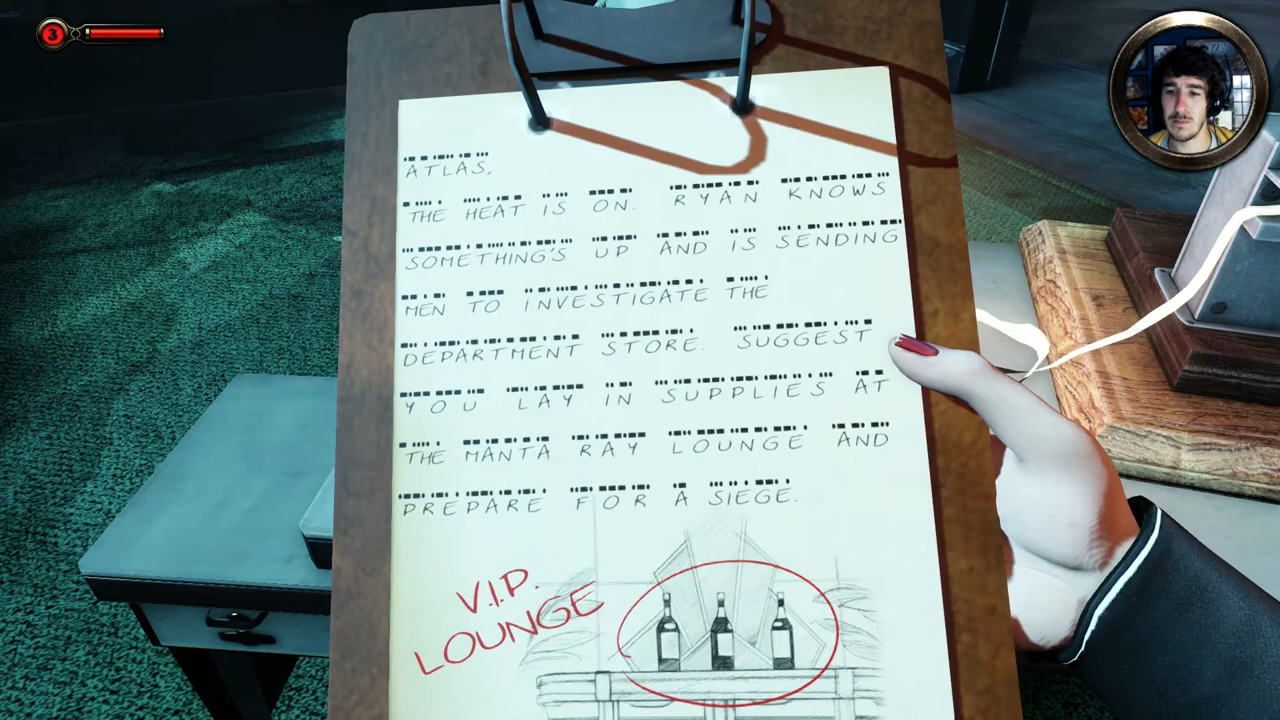 3
ATLAS,
THE HEAT IS ON. RYAN KNOWS
SOMETHING'S UP AND IS SENDING
MEN TO INVESTIGATE THE
DEPARTMENT STORE. SUGGEST
YOU LAY IN SUPPLIES AT
THE MANTA RAY LOUNGE AND
PREPARE FOR A SIEGE.
V.I.P.
LOUNGE